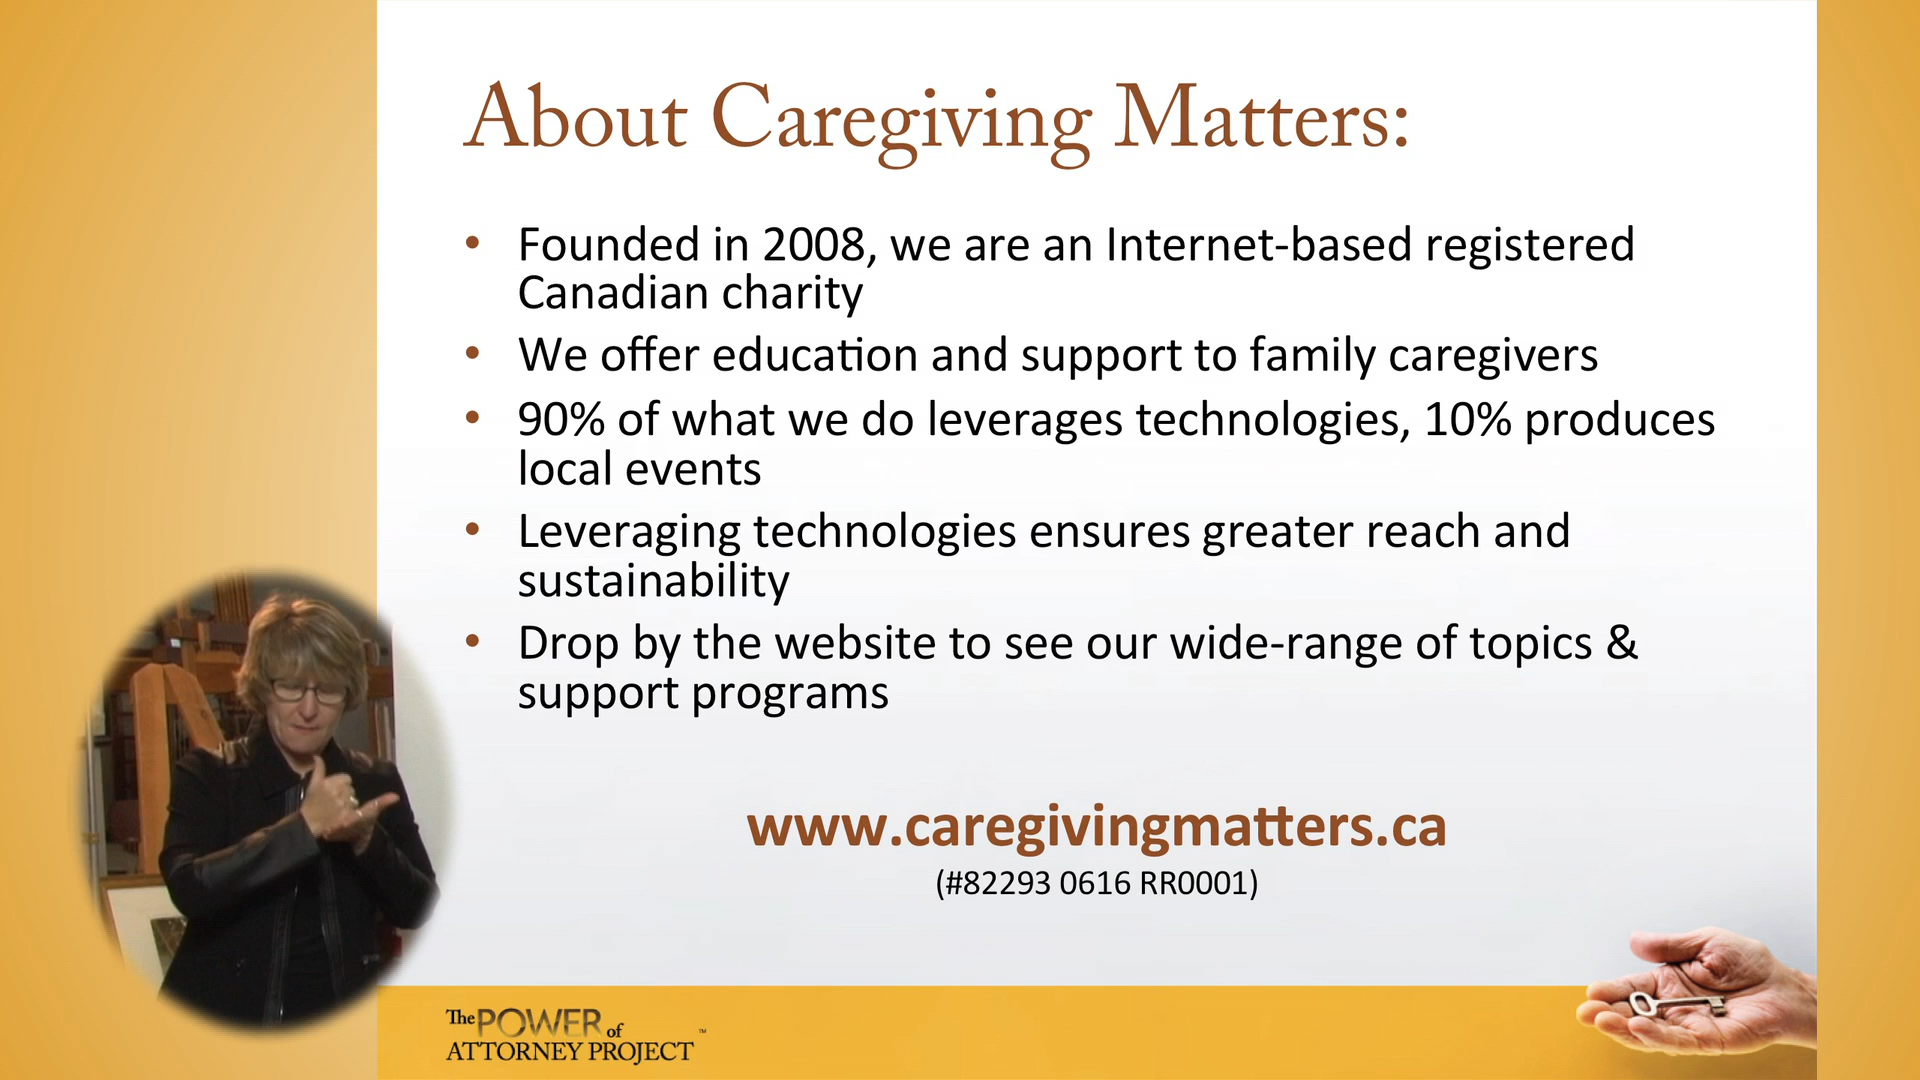 About Caregiving Matters:
• Founded in 2008, we are an Internet-based registered
Canadian charity
• We offer education and support to family caregivers
• 90% of what we do leverages technologies, 10% produces
local events
• Leveraging technologies ensures greater reach and
sustainability
• Drop by the website to see our wide-range of topics &
support programs
www.caregivingmatters.ca
(#82293 0616 RR0001)
The POWER of
ATTORNEY PROJECT™